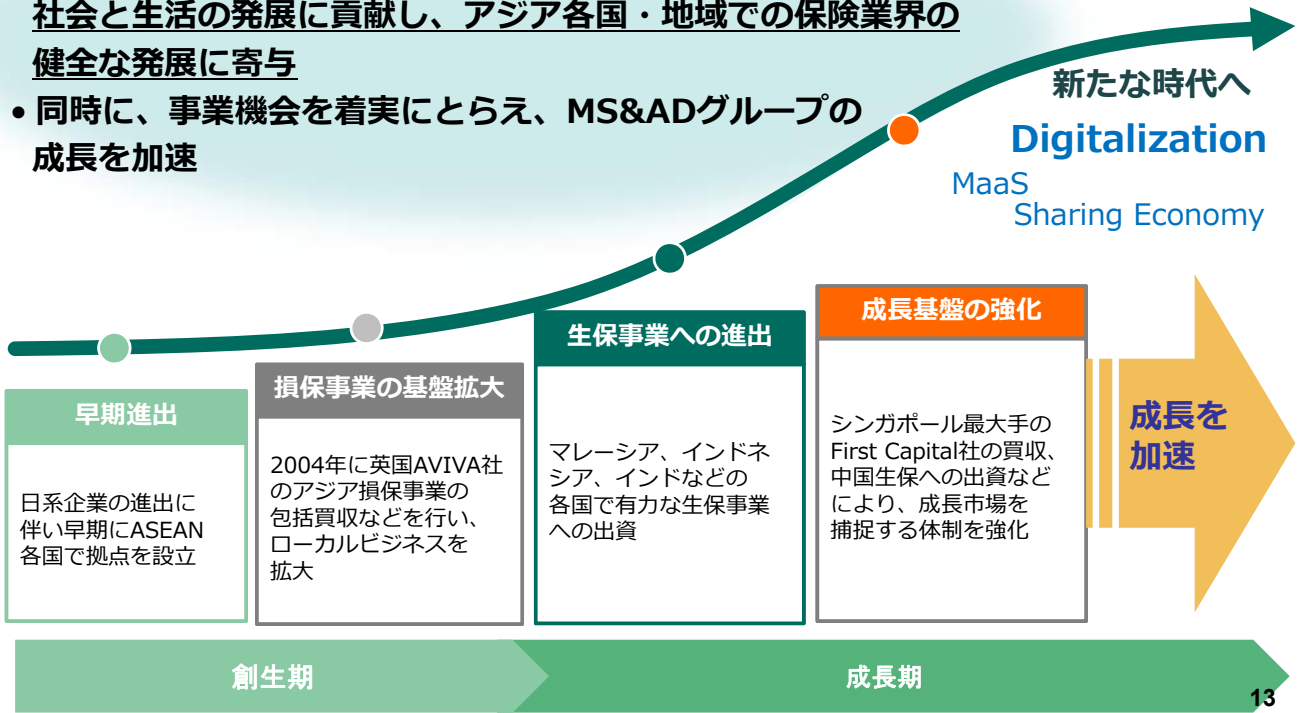 社会と生活の発展に貢献し、アジア各国・地域での保険業界の
健全な発展に寄与
• 同時に、事業機会を着実にとらえ、MS&ADグループの
成長を加速
新たな時代へ
Digitalization
MaaS
Sharing Economy
早期進出
日系企業の進出に
伴い早期にASEAN
各国で拠点を設立
損保事業の基盤拡大
2004年に英国AVIVA社
のアジア損保事業の
包括買収などを行い、
ローカルビジネスを
拡大
生保事業への進出
マレーシア、インドネ
シア、インドなどの
各国で有力な生保事業
への出資
成長基盤の強化
シンガポール最大手の
First Capital社の買収、
中国生保への出資など
により、成長市場を
捕捉する体制を強化
成長を
加速
創生期
成長期
13